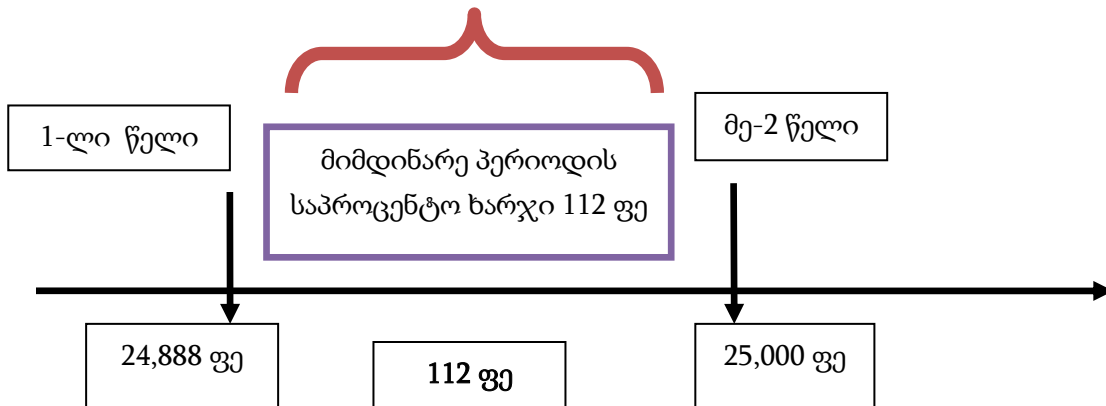 1-ლი წელი
მე-2 წელი
მიმდინარე პერიოდის
საპროცენტო ხარჯი 112 ფე
24,888 ფე
112 ფე
25,000 ფე